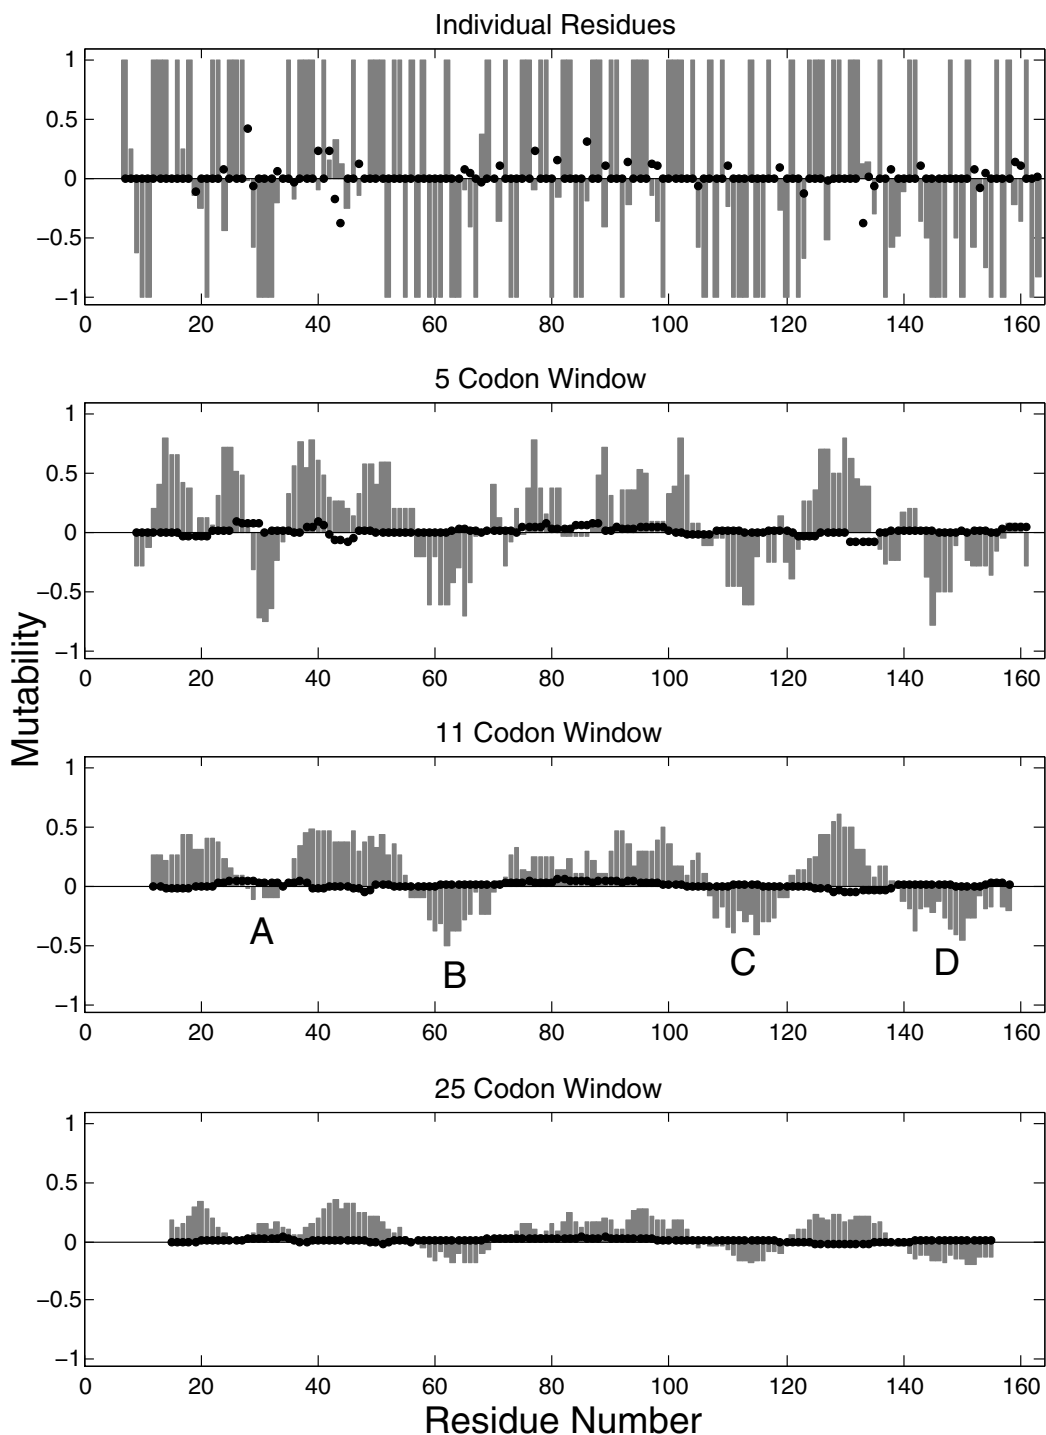 Individual Residues
1
0.5
0
−0.5
−1
0 20 40 60 80 100 120 140 160
5 Codon Window
1
0.5
0
−0.5
−1
0 20 40 60 80 100 120 140 160
Mutability
11 Codon Window
1
0.5
0
−0.5
−1
A
B
C
D
0 20 40 60 80 100 120 140 160
25 Codon Window
1
0.5
0
−0.5
−1
0 20 40 60 80 100 120 140 160
Residue Number